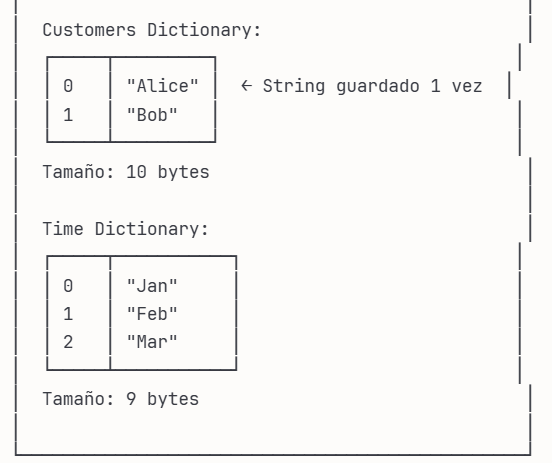 Customers Dictionary:
0 "Alice" ← String guardado 1 vez
1 "Bob"
Tamaño: 10 bytes
Time Dictionary:
0 "Jan"
1 "Feb"
2 "Mar"
Tamaño: 9 bytes